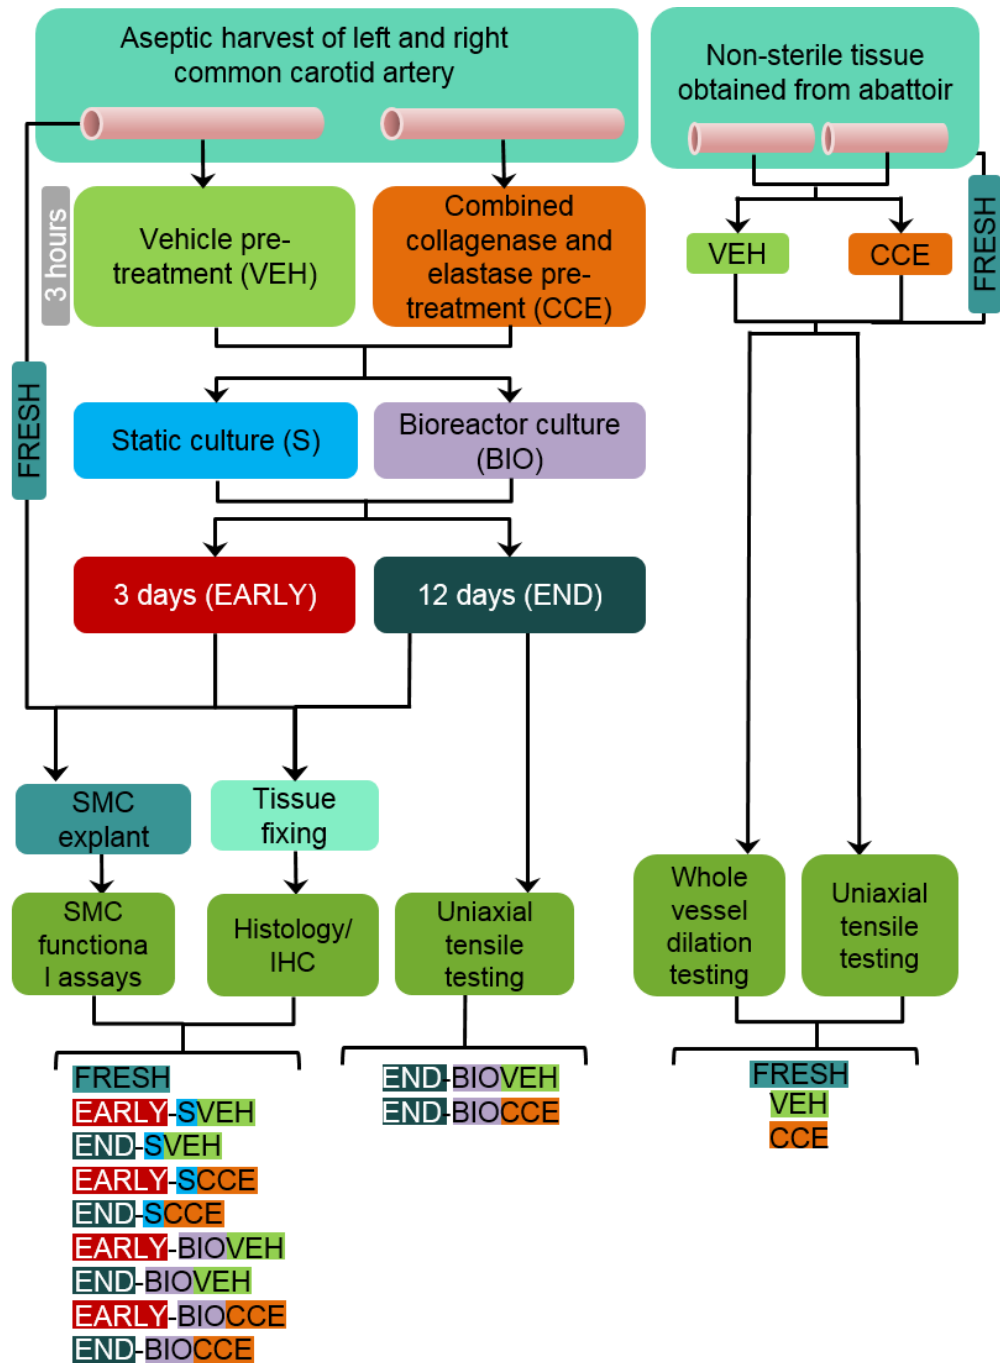 Aseptic harvest of left and right
common carotid artery
Non-sterile tissue
obtained from abattoir
3 hours
Vehicle pre-
treatment (VEH)
Combined
collagenase and
elastase pre-
treatment (CCE)
VEH
CCE
FRESH
FRESH
Static culture (S)
Bioreactor culture
(BIO)
3 days (EARLY)
12 days (END)
SMC
explant
Tissue
fixing
SMC
functiona
l assays
Histology/
IHC
Uniaxial
tensile
testing
Whole
vessel
dilation
testing
Uniaxial
tensile
testing
FRESH
EARLY-SVEH
END-SVEH
EARLY-SCCE
END-SCCE
EARLY-BIOVEH
END-BIOVEH
EARLY-BIOCCE
END-BIOCCE
END-BIOVEH
END-BIOCCE
FRESH
VEH
CCE